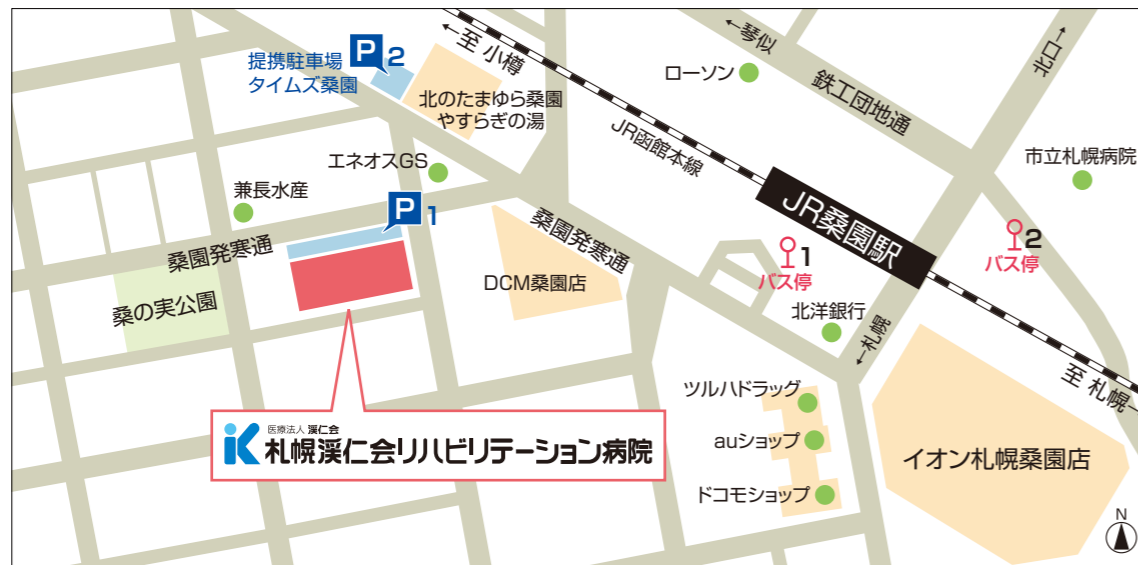 ←至 小樽
←琴似
←北口
提携駐車場
タイムズ桑園
P 2
ローソン
鉄工団地通
北のたまゆら桑園
やすらぎの湯
JR函館本線
市立札幌病院
エネオスGS
兼長水産
P 1
JR桑園駅
桑園発寒通
桑園発寒通
1
バス停
2
バス停
DCM桑園店
桑の実公園
北洋銀行
←札幌
至 札幌→
ツルハドラッグ
医療法人 渓仁会
札幌渓仁会リハビリテーション病院
auショップ
イオン札幌桑園店
ドコモショップ
N